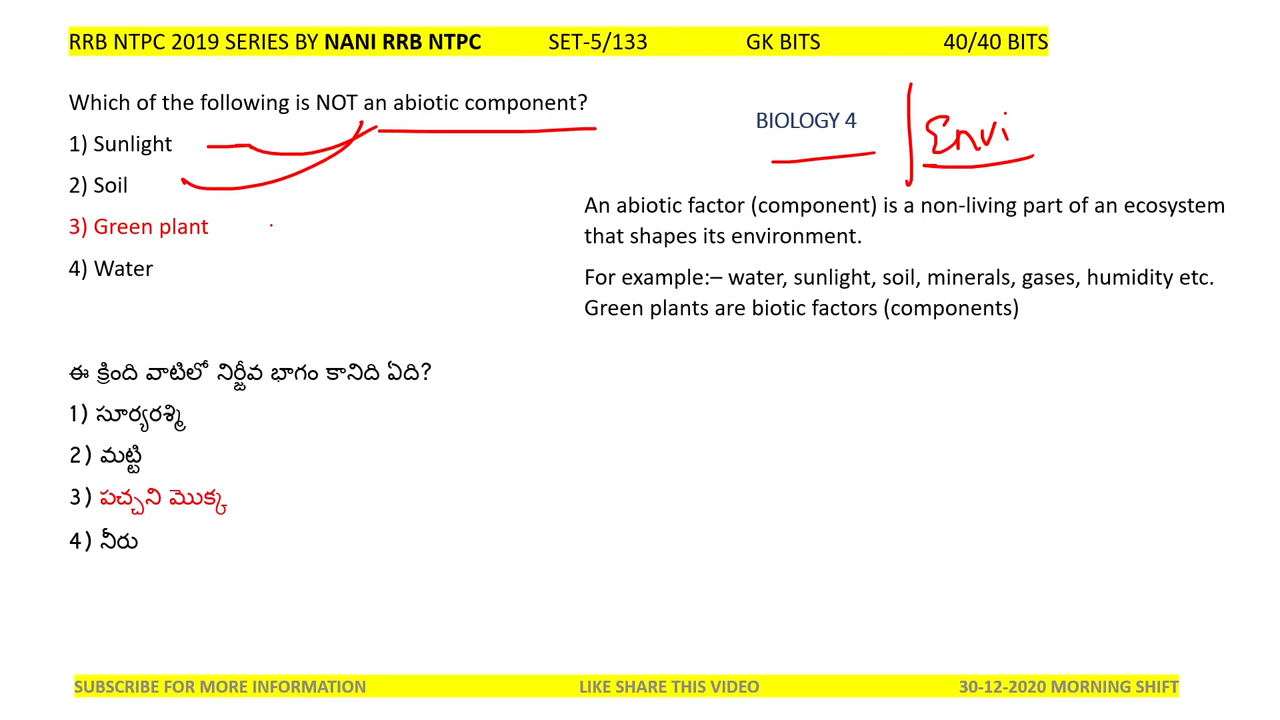 RRB NTPC 2019 SERIES BY NANI RRB NTPC SET-5/133 GK BITS 40/40 BITS
Which of the following is NOT an abiotic component?
1) Sunlight
2) Soil
3) Green plant
4) Water
BIOLOGY 4
Envi
An abiotic factor (component) is a non-living part of an ecosystem
that shapes its environment.
For example:– water, sunlight, soil, minerals, gases, humidity etc.
Green plants are biotic factors (components)
ఈ క్రింది వాటిలో నిర్జీవ భాగం కానిది ఏది?
1) సూర్యరశ్మి
2) మట్టి
3) పచ్చని మొక్క
4) నీరు
SUBSCRIBE FOR MORE INFORMATION LIKE SHARE THIS VIDEO 30-12-2020 MORNING SHIFT